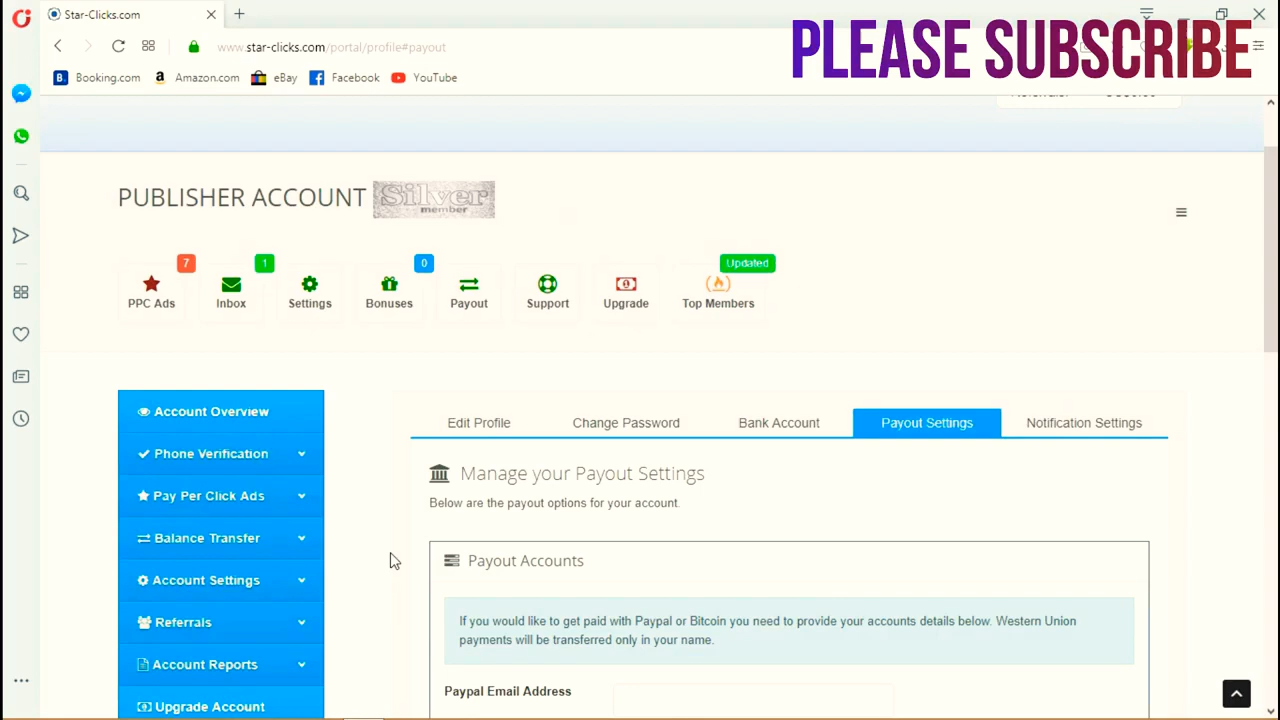 Star-Clicks.com
PLEASE SUBSCRIBE
www.star-clicks.com/portal/profile#payout
B. Booking.com
a Amazon.com
eBay
Facebook
YouTube
PUBLISHER ACCOUNT
Silver
member
7
1
0
Updated
PPC Ads
Inbox
Settings
Bonuses
Payout
Support
Upgrade
Top Members
Account Overview
Phone Verification
Pay Per Click Ads
Balance Transfer
Account Settings
Referrals
Account Reports
Upgrade Account
Edit Profile
Change Password
Bank Account
Payout Settings
Notification Settings
Manage your Payout Settings
Below are the payout options for your account.
Payout Accounts
If you would like to get paid with Paypal or Bitcoin you need to provide your accounts details below. Western Union
payments will be transferred only in your name.
Paypal Email Address